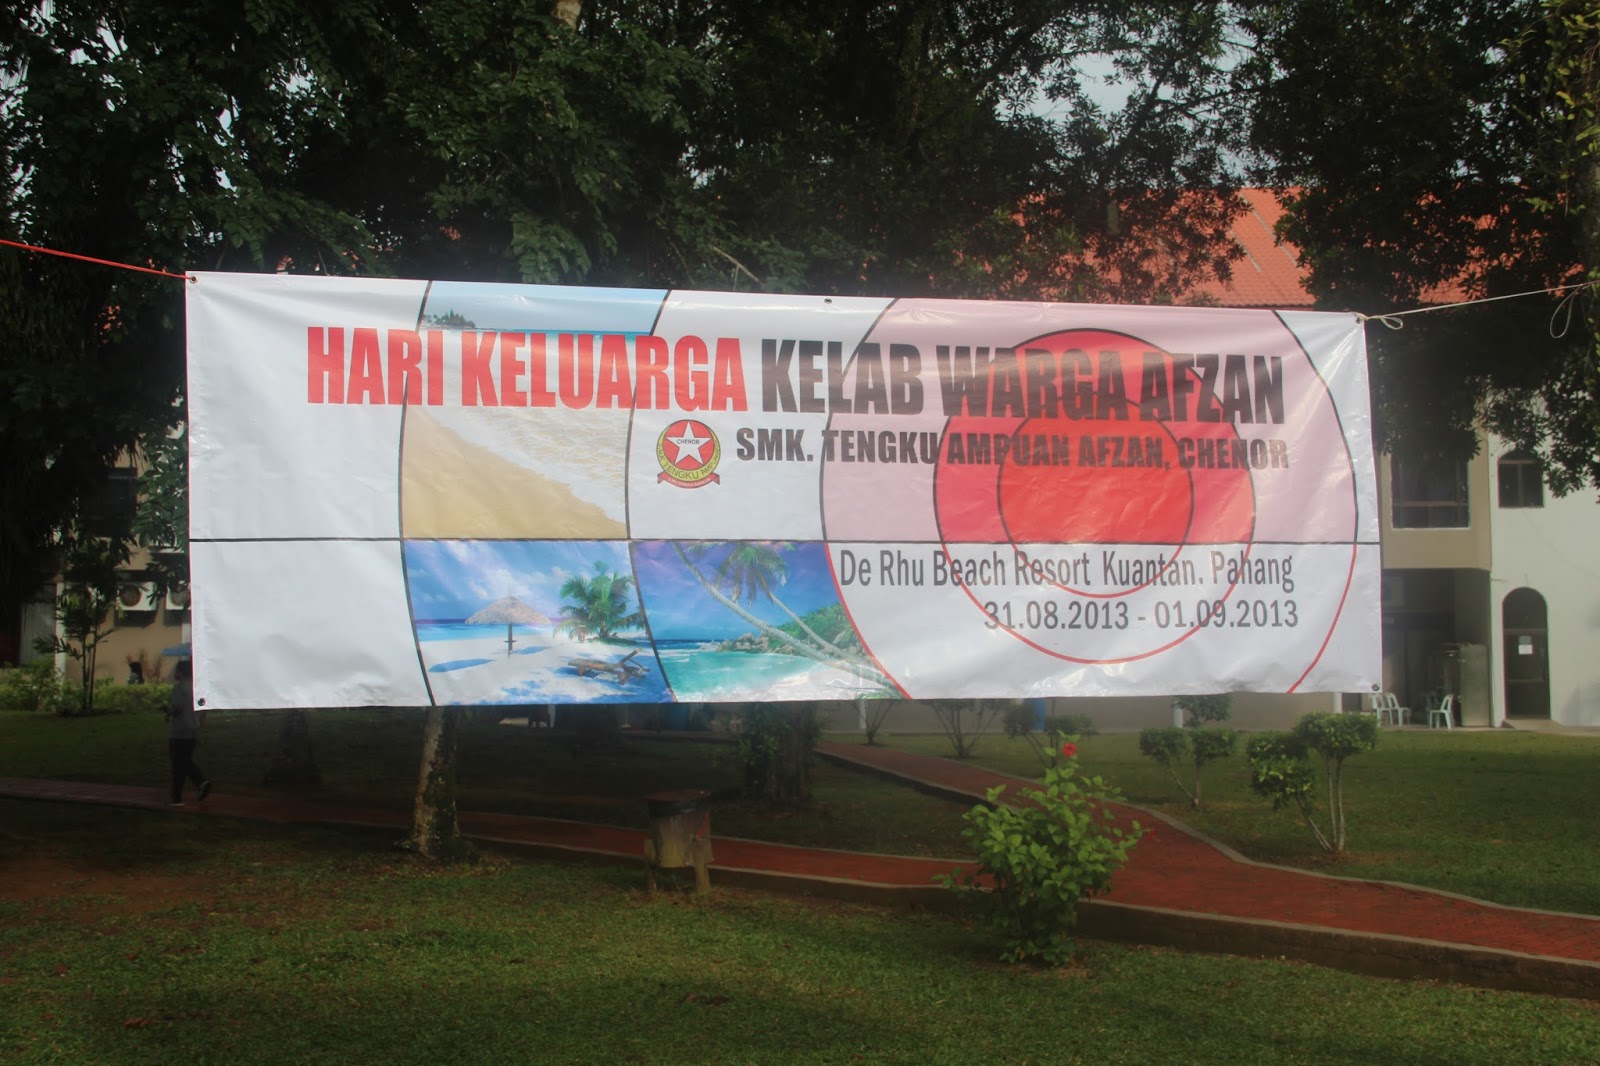 HARI KELUARGA KELAB WARGA AFZAN
SMK. TENGKU AMPUAN AFZAN, CHENOR
CHENOR
De Rhu Beach Resort Kuantan. Pahang
31.08.2013 - 01.09.2013